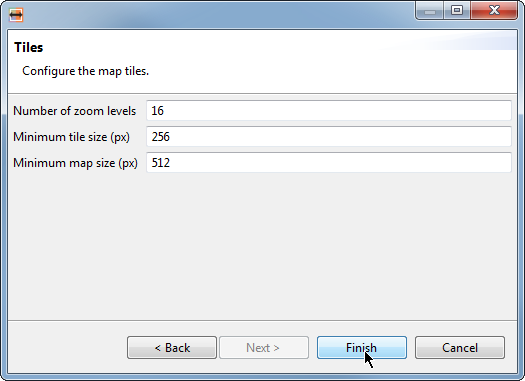 Tiles
Configure the map tiles.
Number of zoom levels 16
Minimum tile size (px) 256
Minimum map size (px) 512
< Back Next > Finish Cancel